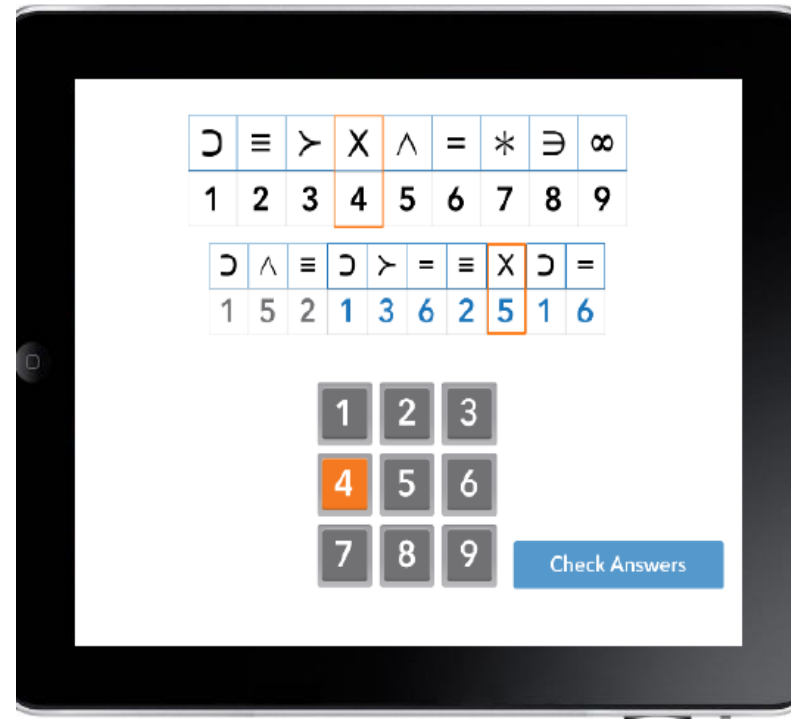 ⊃ ≡ ≻ X ∧ = * ∋ ∞
1 2 3 4 5 6 7 8 9
⊃ ∧ ≡ ⊃ ≻ = ≡ X ⊃ =
1 5 2 1 3 6 2 5 1 6
1 2 3
4 5 6
7 8 9
Check Answers